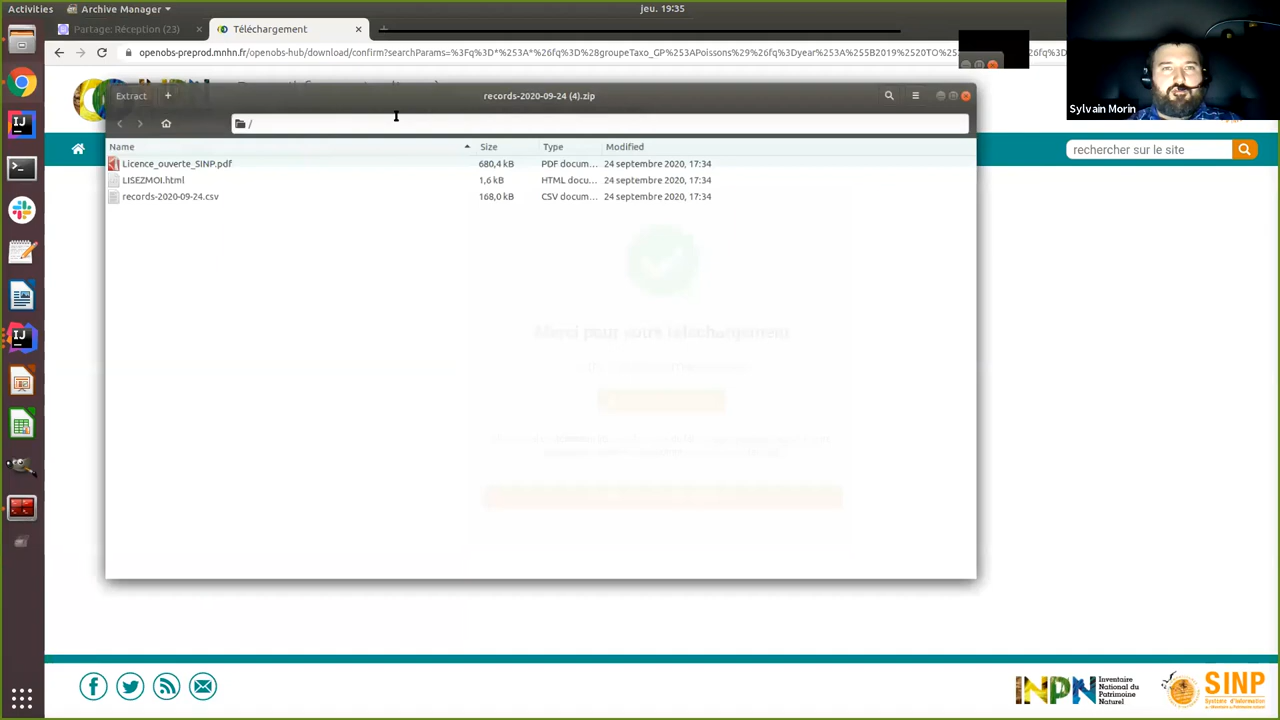 Activities Archive Manager jeu. 19:35
Partage: Réception (23) Téléchargement
openobs-preprod.mnhn.fr/openobs-hub/download/confirm?searchParams=%3Fq%3D*%253A*%26fq%3D%28groupeTaxo_GP%253APoissons%29%26fq%3Dyear%253A%255B2019%2520TO%
Sylvain Morin
Extract records-2020-09-24 (4).zip
/
rechercher sur le site
Name Size Type Modified
Licence_ouverte_SINP.pdf 680,4 kB PDF docum... 24 septembre 2020, 17:34
LISEZMOI.html 1,6 kB HTML docu... 24 septembre 2020, 17:34
records-2020-09-24.csv 168,0 kB CSV docum... 24 septembre 2020, 17:34
Merci pour votre téléchargement
INPN Inventaire National du Patrimoine Naturel
SINP